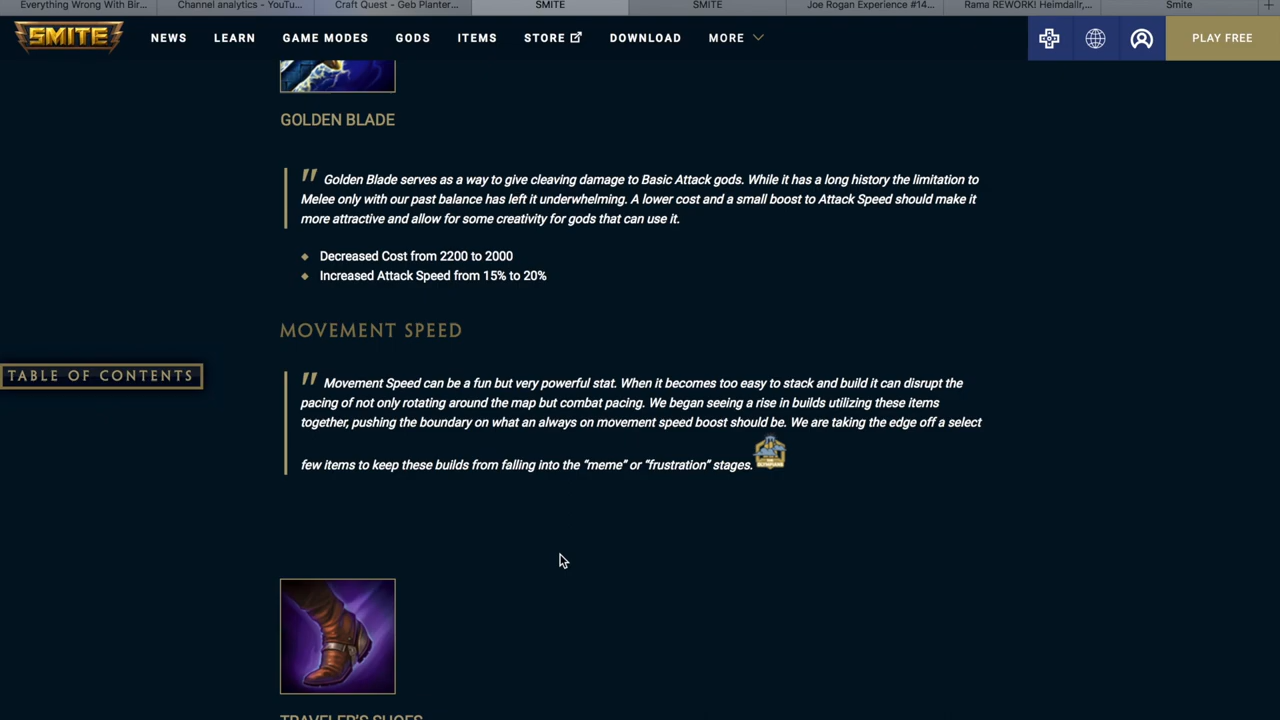 Everything Wrong With Bir... Channel analytics - YouTu... Craft Quest - Geb Planter... SMITE SMITE Joe Rogan Experience #14... Rama REWORK! Heimdallr,... Smite
SMITE NEWS LEARN GAME MODES GODS ITEMS STORE DOWNLOAD MORE PLAY FREE
GOLDEN BLADE
" Golden Blade serves as a way to give cleaving damage to Basic Attack gods. While it has a long history the limitation to
Melee only with our past balance has left it underwhelming. A lower cost and a small boost to Attack Speed should make it
more attractive and allow for some creativity for gods that can use it.
Decreased Cost from 2200 to 2000
Increased Attack Speed from 15% to 20%
MOVEMENT SPEED
TABLE OF CONTENTS
" Movement Speed can be a fun but very powerful stat. When it becomes too easy to stack and build it can disrupt the
pacing of not only rotating around the map but combat pacing. We began seeing a rise in builds utilizing these items
together, pushing the boundary on what an always on movement speed boost should be. We are taking the edge off a select
few items to keep these builds from falling into the “meme” or “frustration” stages.
TRAVELER'S SHOES